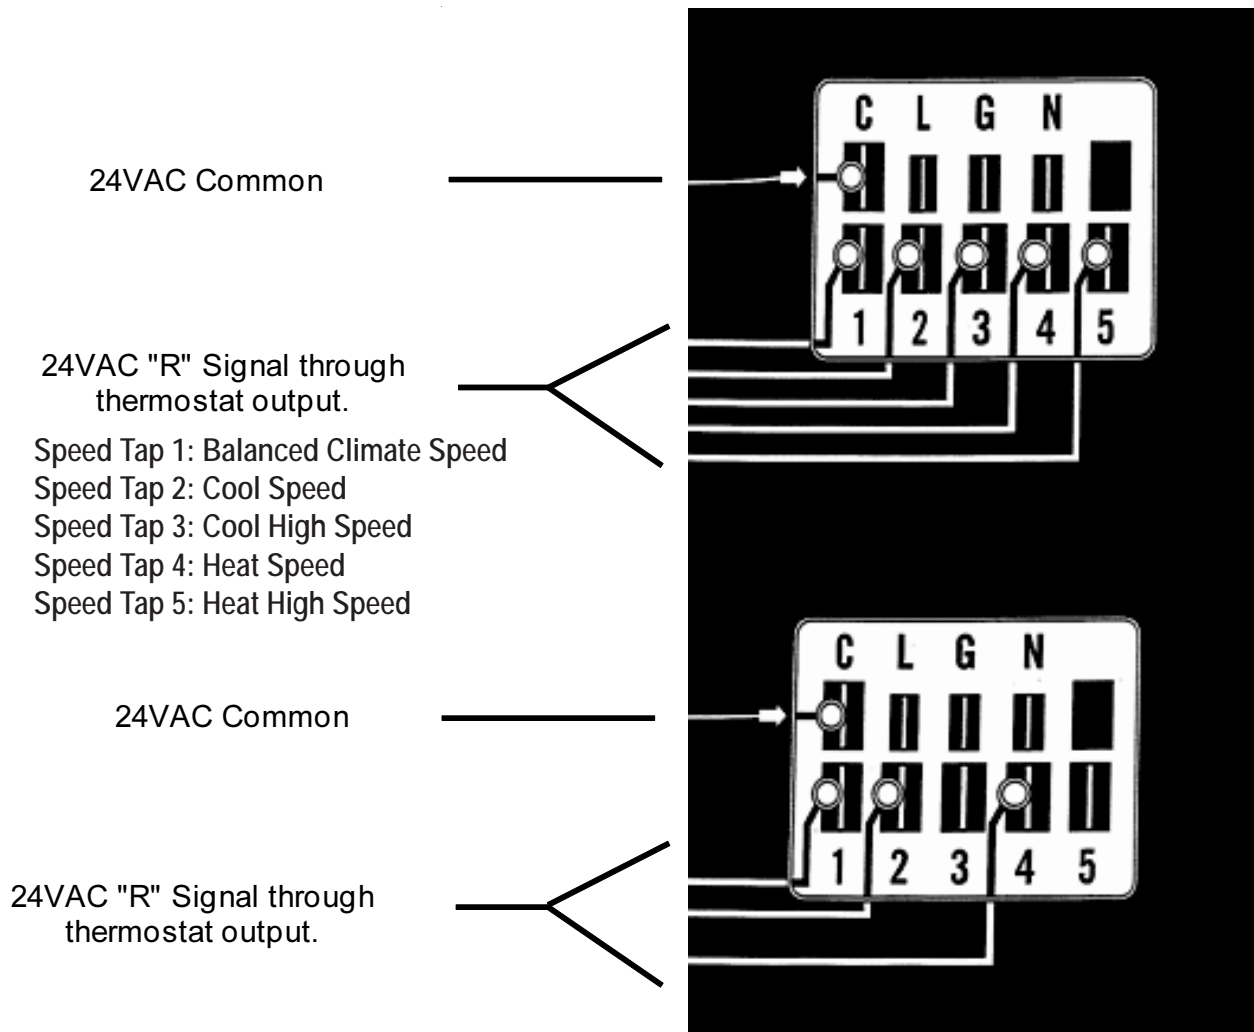 C L G N
24VAC Common
1 2 3 4 5
24VAC "R" Signal through
thermostat output.
Speed Tap 1: Balanced Climate Speed
Speed Tap 2: Cool Speed
Speed Tap 3: Cool High Speed
Speed Tap 4: Heat Speed
Speed Tap 5: Heat High Speed
C L G N
24VAC Common
1 2 3 4 5
24VAC "R" Signal through
thermostat output.